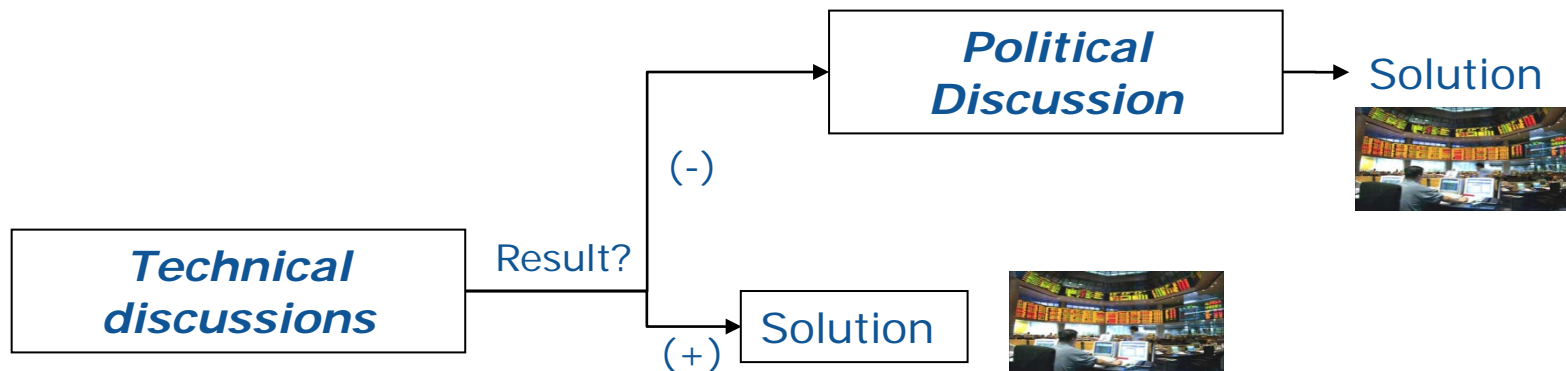 Political
Discussion
Solution
(-)
Technical
discussions
Result?
Solution
(+)